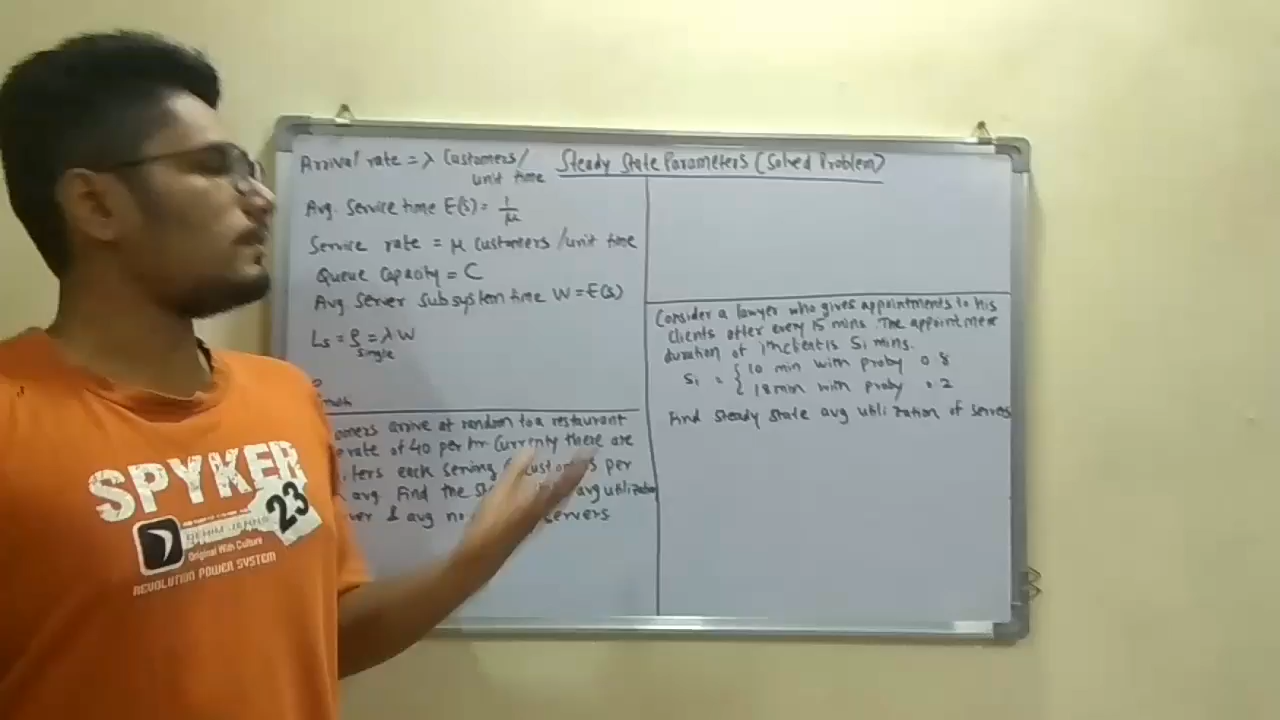 Steady State Parameters (Solved Problem)
Arrival rate = λ Customers/
unit time
Avg. Service time E(s) = 1/μ
Service rate = μ Customers /unit time
Queue Capacity = C
Avg Server Subsystem time W = E(s)
Ls = ρ = λ W
Single
arrive at random to a restaurant
rate of 40 per hr. Currenty there are
each serving customers per
avg. Find the avg utilization
& avg no servers
Consider a lawyer who gives appointments to his
clients after every 15 mins. The appointment
duration of client is Si mins.
Si = { 10 min with proby 0.8
18 min with proby 0.2
Find Steady State avg utilization of server
SPYKER
23
Original With Culture
REVOLUTION POWER SYSTEM